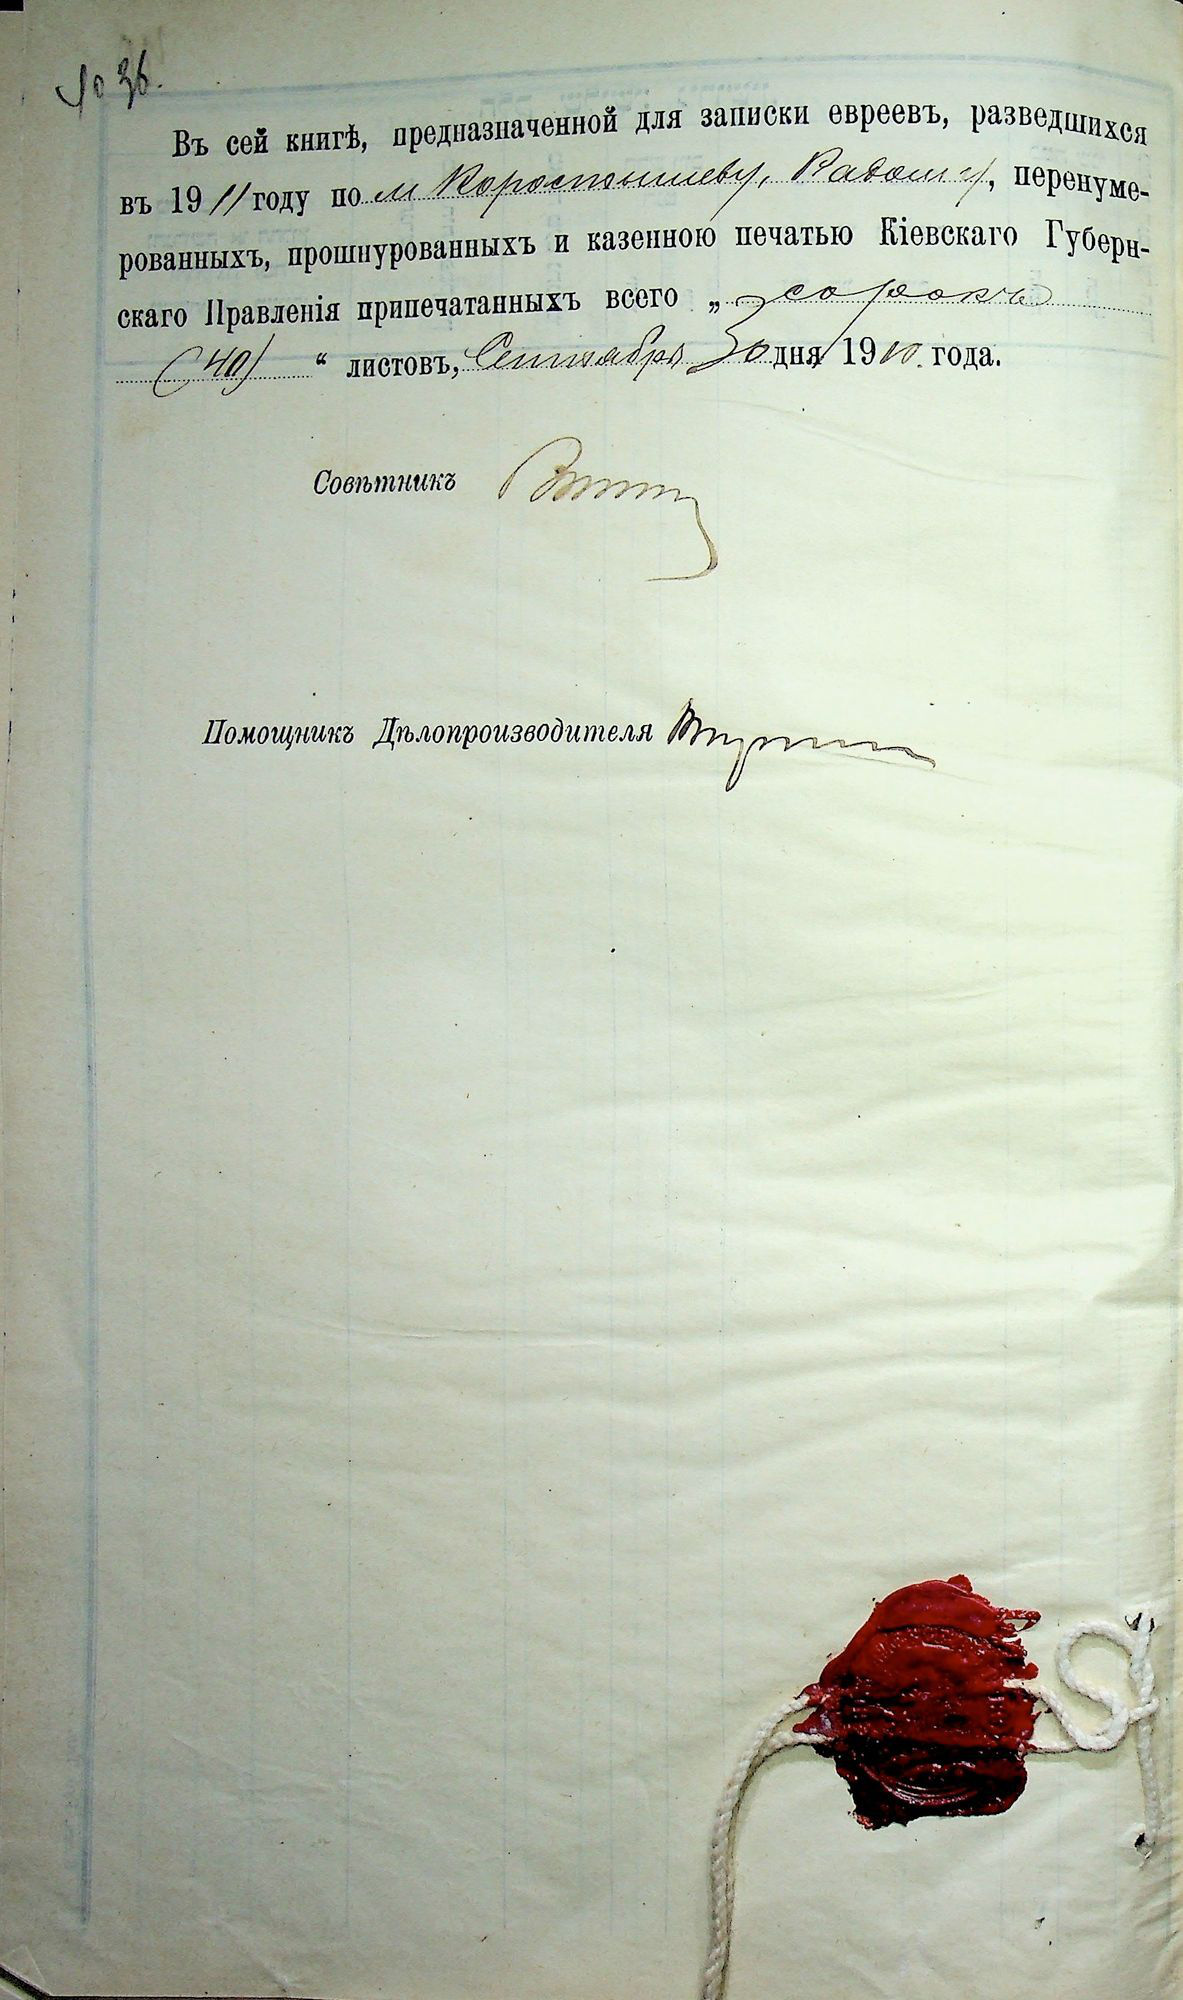 № 36.
Въ сей книгѣ, предназначенной для записки евреевъ, разведшихся
въ 1911 году по м Коростышеву, Радом, перенуме-
рованныхъ, прошнурованныхъ и казенною печатью Кіевскаго Губерн-
скаго Правленія припечатанныхъ всего „ сорокъ
(40) “ листовъ, Сентября 30 дня 1910. года.
Совѣтникъ
Помощникъ Дѣлопроизводителя